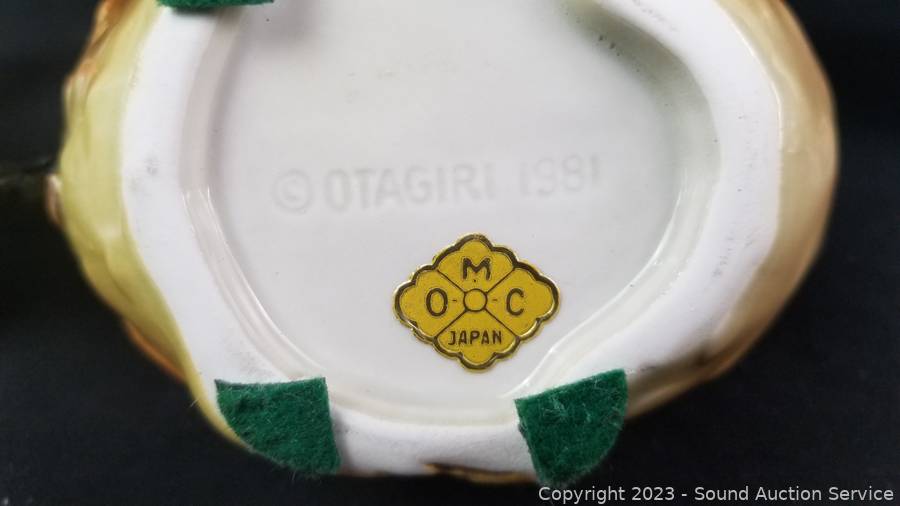 © OTAGIRI 1981
M
O C
JAPAN
Copyright 2023 - Sound Auction Service